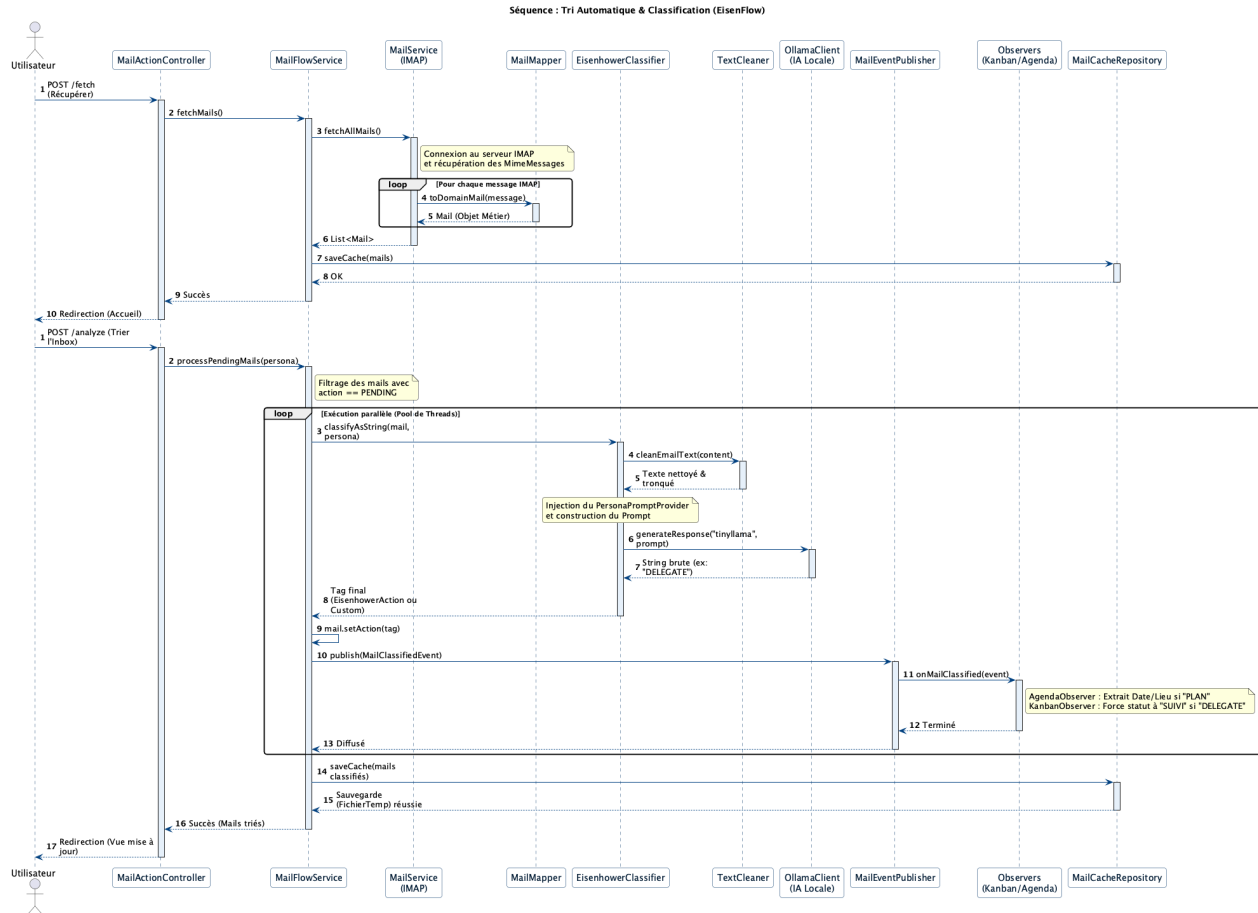 Séquence : Tri Automatique & Classification (EisenFlow)
Utilisateur
MailActionController
MailFlowService
MailService
(IMAP)
MailMapper
EisenhowerClassifier
TextCleaner
OllamaClient
(IA Locale)
MailEventPublisher
Observers
(Kanban/Agenda)
MailCacheRepository
1 POST /fetch
(Récupérer)
2 fetchMails()
3 fetchAllMails()
Connexion au serveur IMAP
et récupération des MimeMessages
loop [Pour chaque message IMAP]
4 toDomainMail(message)
5 Mail (Objet Métier)
6 List<Mail>
7 saveCache(mails)
8 OK
9 Succès
10 Redirection (Accueil)
1 POST /analyze (Trier
l'Inbox)
2 processPendingMails(persona)
Filtrage des mails avec
action == PENDING
loop [Exécution parallèle (Pool de Threads)]
3 classifyAsString(mail,
persona)
4 cleanEmailText(content)
5 Texte nettoyé &
tronqué
Injection du PersonaPromptProvider
et construction du Prompt
6 generateResponse("tinyllama",
prompt)
7 String brute (ex:
"DELEGATE")
Tag final
8 (EisenhowerAction ou
Custom)
9 mail.setAction(tag)
10 publish(MailClassifiedEvent)
11 onMailClassified(event)
AgendaObserver : Extrait Date/Lieu si "PLAN"
KanbanObserver : Force statut à "SUIVI" si "DELEGATE"
12 Terminé
13 Diffusé
14 saveCache(mails
classifiés)
15 Sauvegarde
(FichierTemp) réussie
16 Succès (Mails triés)
17 Redirection (Vue mise à
jour)
Utilisateur
MailActionController
MailFlowService
MailService
(IMAP)
MailMapper
EisenhowerClassifier
TextCleaner
OllamaClient
(IA Locale)
MailEventPublisher
Observers
(Kanban/Agenda)
MailCacheRepository